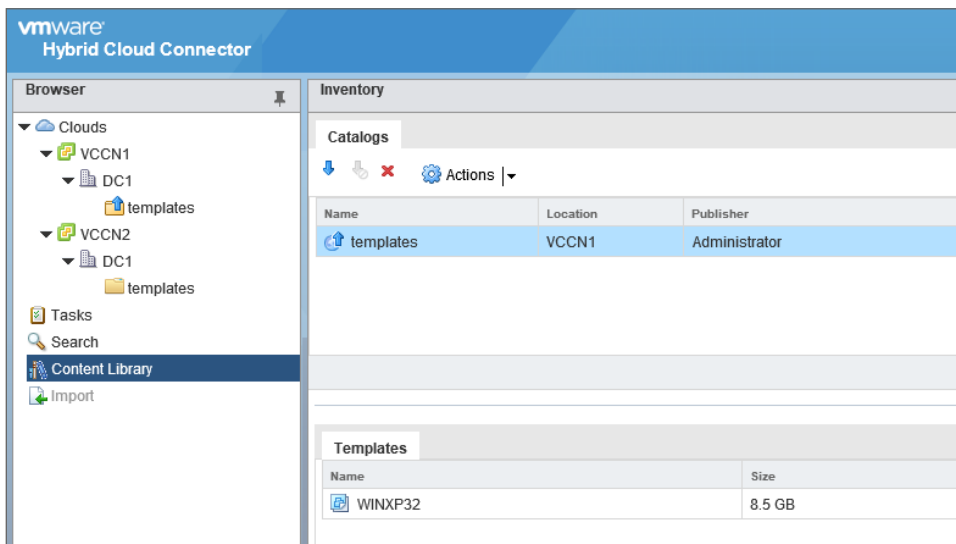 vmware
Hybrid Cloud Connector
Browser
Clouds
VCCN1
DC1
templates
VCCN2
DC1
templates
Tasks
Search
Content Library
Import
Inventory
Catalogs
Actions
Name Location Publisher
templates VCCN1 Administrator
Templates
Name Size
WINXP32 8.5 GB